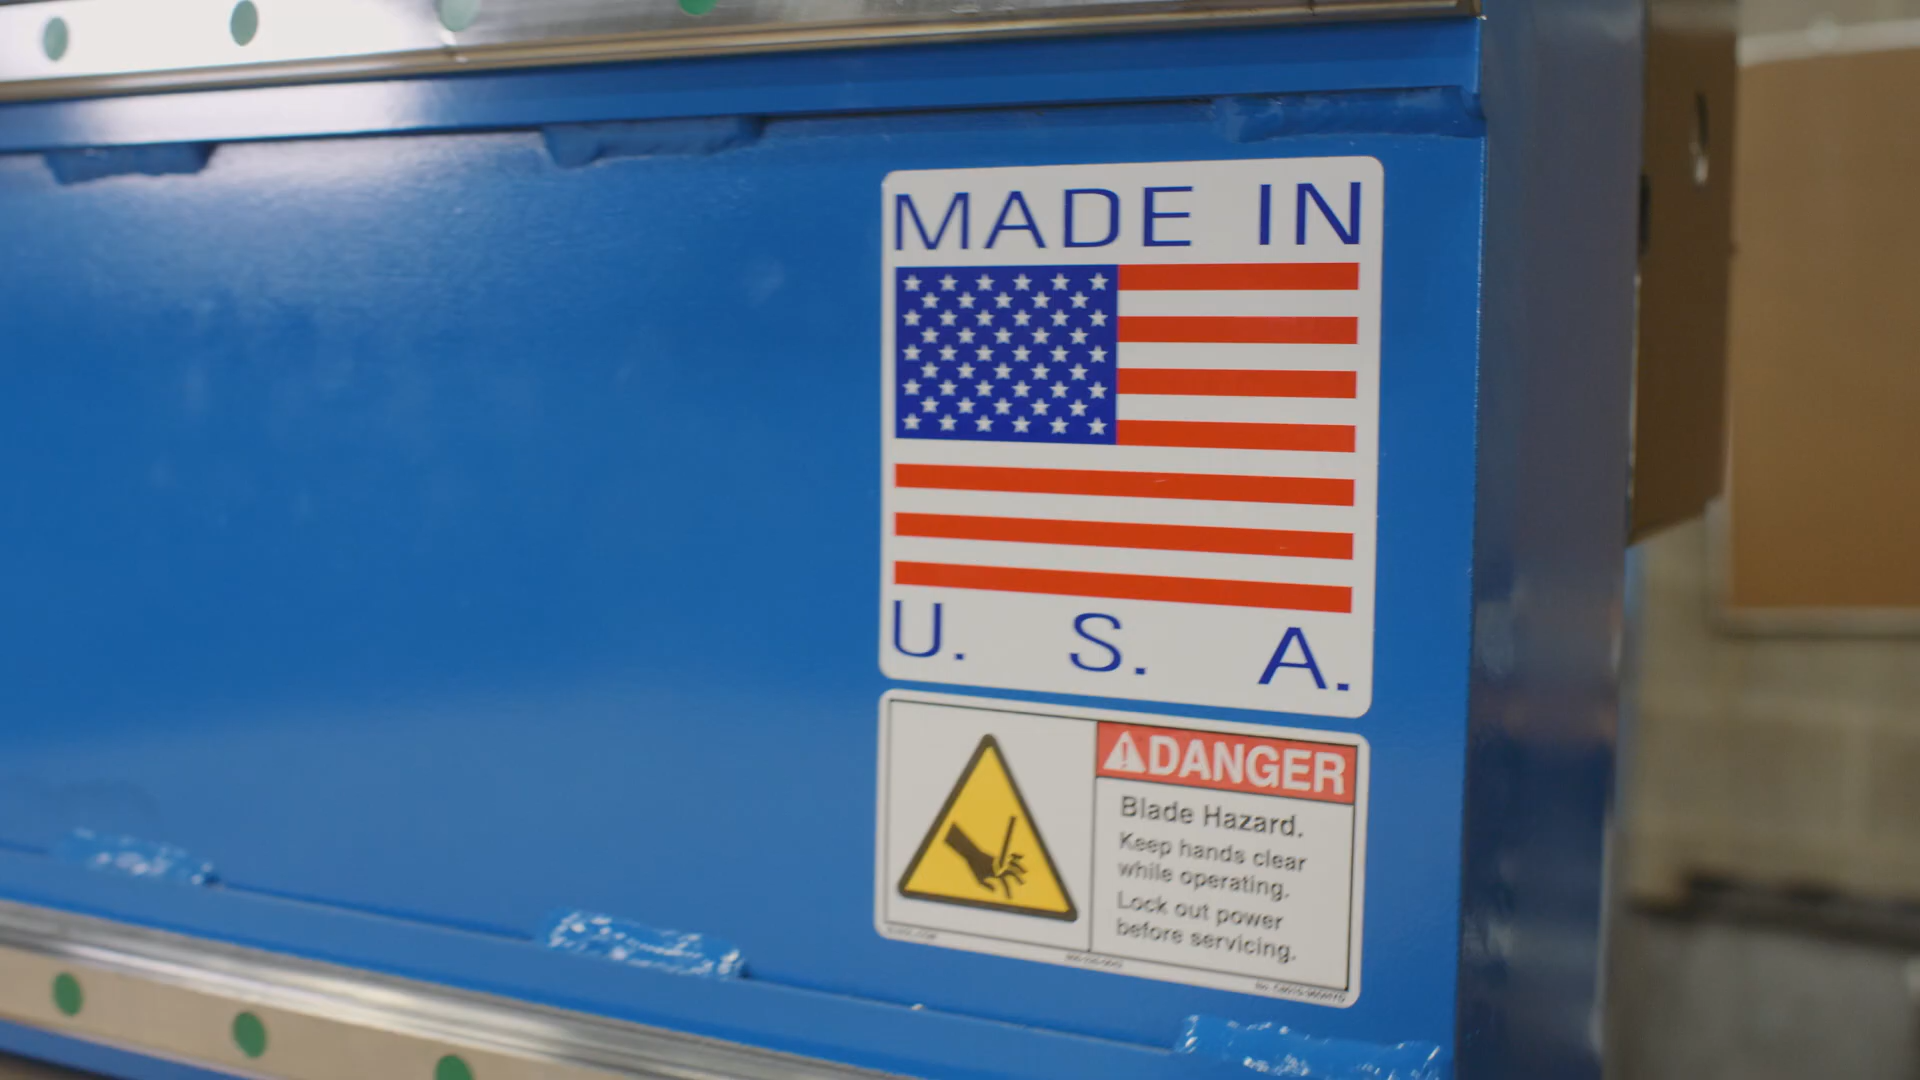 MADE IN
U. S. A.
DANGER
Blade Hazard.
Keep hands clear
while operating.
Lock out power
before servicing.